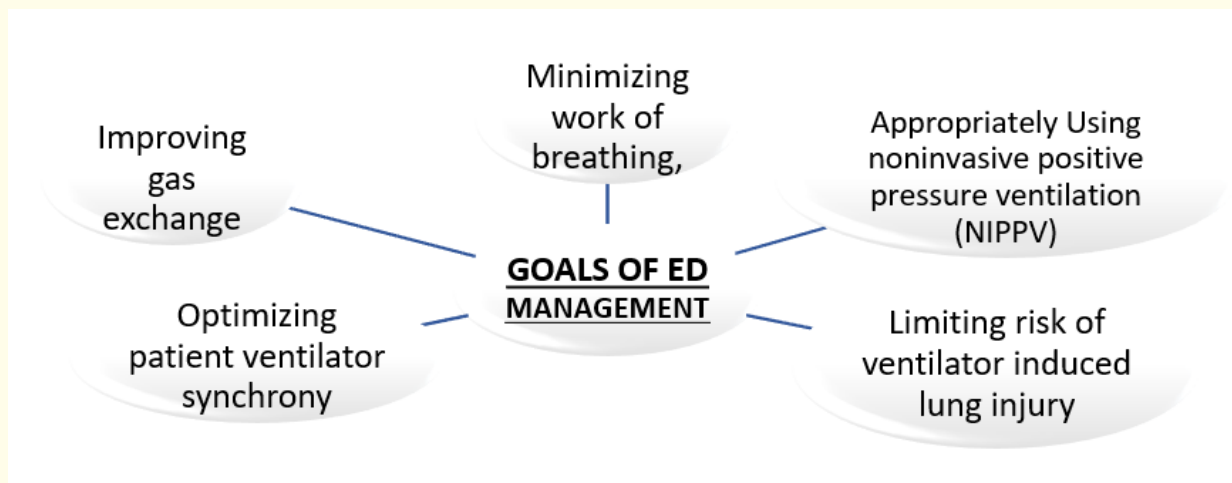 Minimizing
work of
breathing,
Improving
gas
exchange
Appropriately Using
noninvasive positive
pressure ventilation
(NIPPV)
GOALS OF ED
MANAGEMENT
Optimizing
patient ventilator
synchrony
Limiting risk of
ventilator induced
lung injury